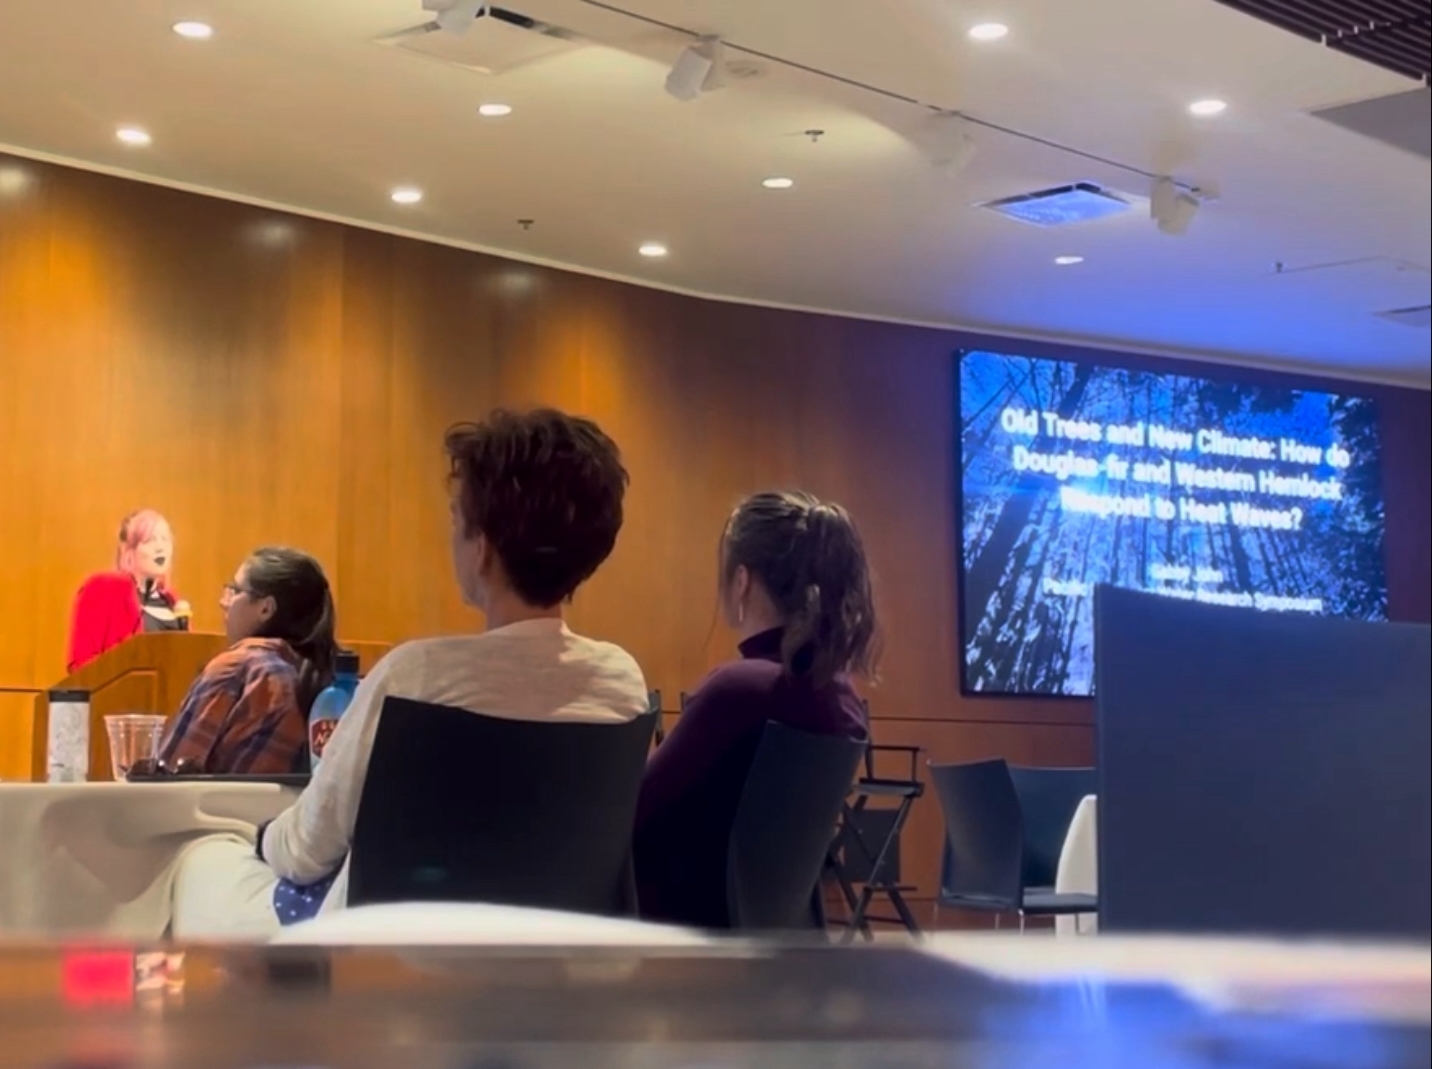 Old Trees and New Climate: How do
Douglas-fir and Western Hemlock
Respond to Heat Waves?
Research Symposium